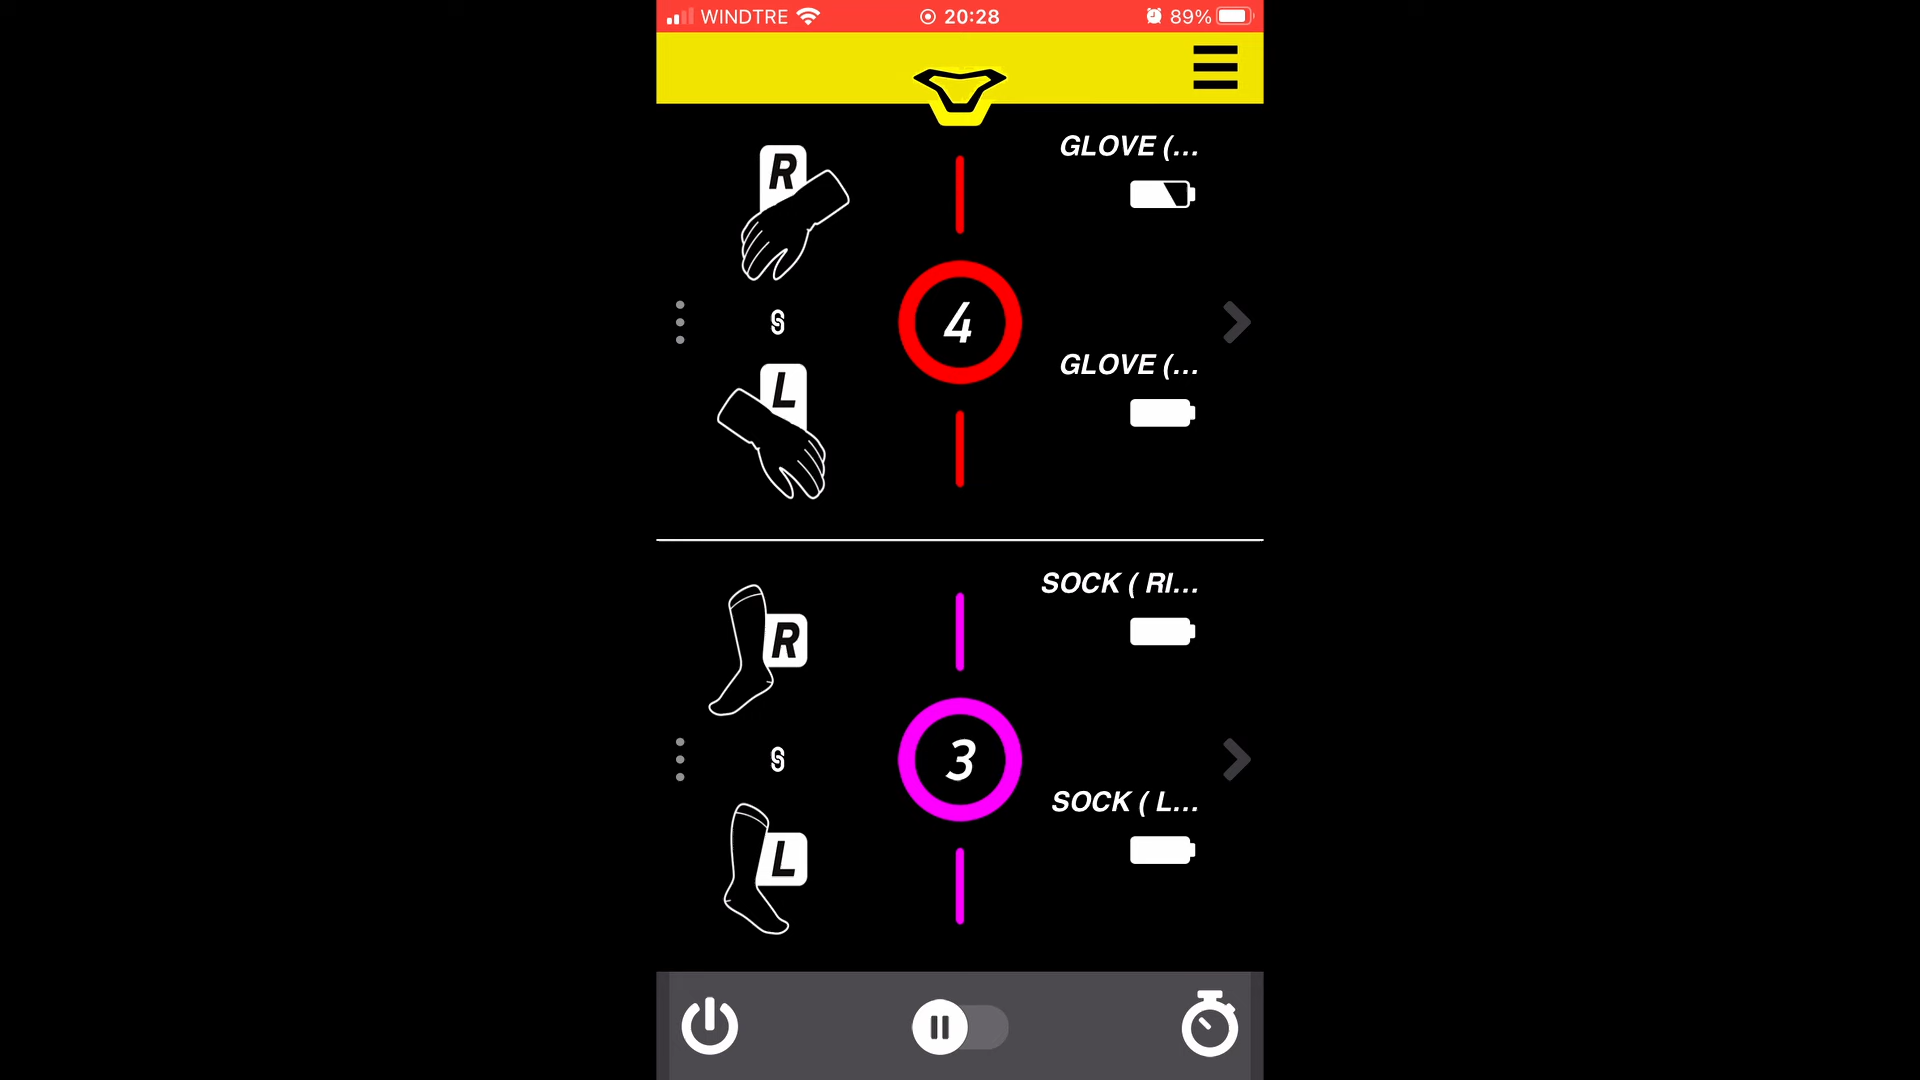 WINDTRE 20:28 89%
R
GLOVE (...
4
L
GLOVE (...
R
SOCK ( RI...
3
L
SOCK ( L...